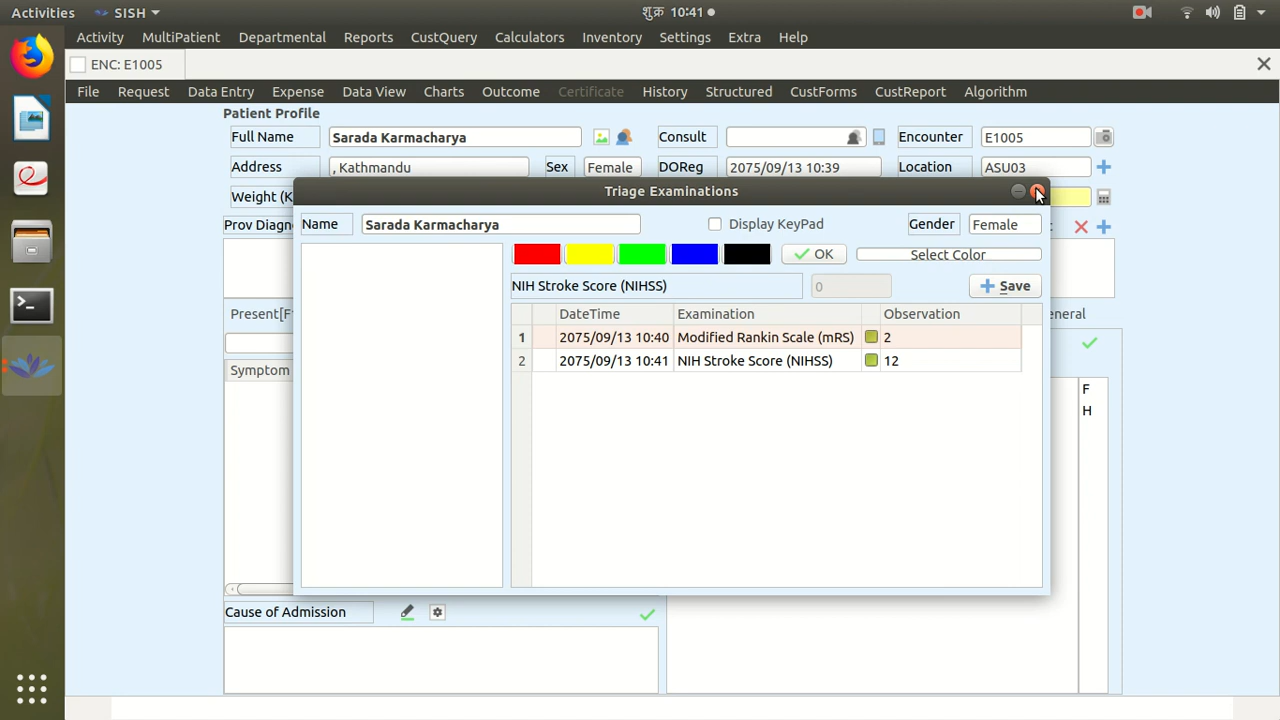 Activities SISH शुक्र 10:41
Activity MultiPatient Departmental Reports CustQuery Calculators Inventory Settings Extra Help
ENC: E1005
File Request Data Entry Expense Data View Charts Outcome Certificate History Structured CustForms CustReport Algorithm
Patient Profile
Full Name Sarada Karmacharya Consult Encounter E1005
Address , Kathmandu Sex Female DOReg 2075/09/13 10:39 Location ASU03
Weight (K
Triage Examinations
Prov Diagn
Name Sarada Karmacharya Display KeyPad Gender Female
OK Select Color
NIH Stroke Score (NIHSS) 0 Save
Present[F
DateTime Examination Observation
eneral
1 2075/09/13 10:40 Modified Rankin Scale (mRS) 2
2 2075/09/13 10:41 NIH Stroke Score (NIHSS) 12
Symptom
F
H
Cause of Admission